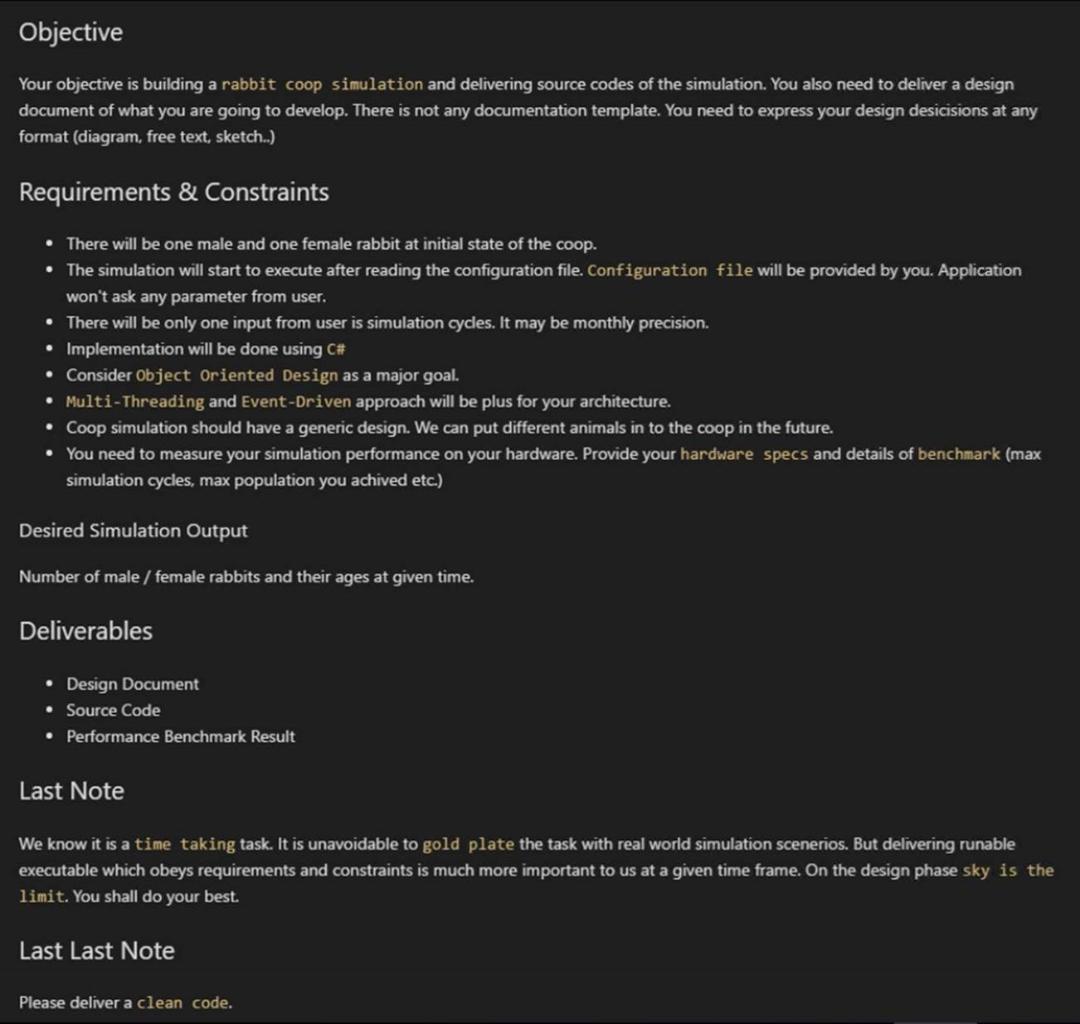 Objective
Your objective is building a rabbit coop simulation and delivering source codes of the simulation. You also need to deliver a design
document of what you are going to develop. There is not any documentation template. You need to express your design desicisions at any
format (diagram, free text, sketch..)
Requirements & Constraints
• There will be one male and one female rabbit at initial state of the coop.
• The simulation will start to execute after reading the configuration file. Configuration file will be provided by you. Application
won't ask any parameter from user.
• There will be only one input from user is simulation cycles. It may be monthly precision.
• Implementation will be done using C#
• Consider Object Oriented Design as a major goal.
• Multi-Threading and Event-Driven approach will be plus for your architecture.
• Coop simulation should have a generic design. We can put different animals in to the coop in the future.
• You need to measure your simulation performance on your hardware. Provide your hardware specs and details of benchmark (max
simulation cycles, max population you achived etc.)
Desired Simulation Output
Number of male / female rabbits and their ages at given time.
Deliverables
• Design Document
• Source Code
• Performance Benchmark Result
Last Note
We know it is a time taking task. It is unavoidable to gold plate the task with real world simulation scenerios. But delivering runable
executable which obeys requirements and constraints is much more important to us at a given time frame. On the design phase sky is the
limit. You shall do your best.
Last Last Note
Please deliver a clean code.